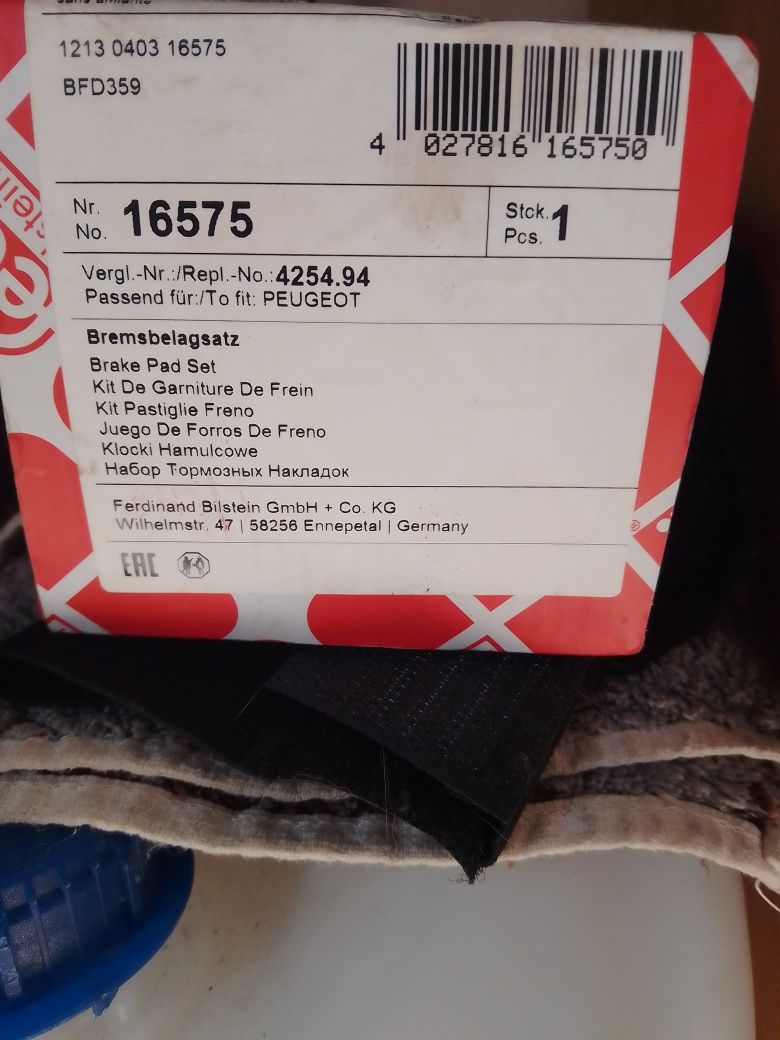 sans amiante
1213 0403 16575
BFD359
4 027816 165750
Nr.
No. 16575
Stck.
Pcs. 1
Vergl.-Nr.:/Repl.-No.:4254.94
Passend für:/To fit: PEUGEOT
Bremsbelagsatz
Brake Pad Set
Kit De Garniture De Frein
Kit Pastiglie Freno
Juego De Forros De Freno
Klocki Hamulcowe
Набор Тормозных Накладок
Ferdinand Bilstein GmbH + Co. KG
Wilhelmstr. 47 | 58256 Ennepetal | Germany
EAC